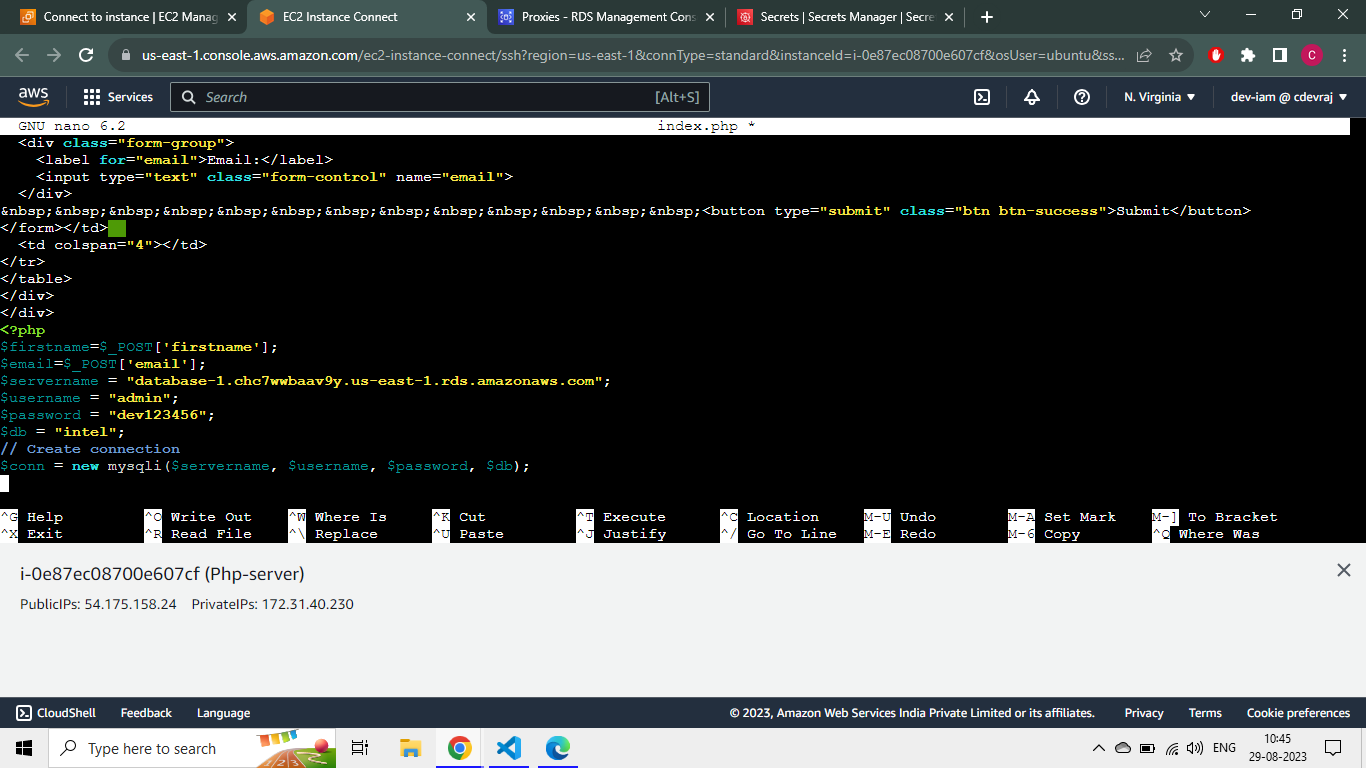 Connect to instance | EC2 Manag
EC2 Instance Connect
Proxies - RDS Management Cons
Secrets | Secrets Manager | Secre
us-east-1.console.aws.amazon.com/ec2-instance-connect/ssh?region=us-east-1&connType=standard&instanceId=i-0e87ec08700e607cf&osUser=ubuntu&ss...
C
aws
Services
Search
[Alt+S]
N. Virginia
dev-iam @ cdevraj
GNU nano 6.2 index.php *
<div class="form-group">
<label for="email">Email:</label>
<input type="text" class="form-control" name="email">
</div>
&nbsp;&nbsp;&nbsp;&nbsp;&nbsp;&nbsp;&nbsp;&nbsp;&nbsp;&nbsp;&nbsp;&nbsp;&nbsp;<button type="submit" class="btn btn-success">Submit</button>
</form></td>
<td colspan="4"></td>
</tr>
</table>
</div>
</div>
<?php
$firstname=$_POST['firstname'];
$email=$_POST['email'];
$servername = "database-1.chc7wwbaav9y.us-east-1.rds.amazonaws.com";
$username = "admin";
$password = "dev123456";
$db = "intel";
// Create connection
$conn = new mysqli($servername, $username, $password, $db);
^G Help ^O Write Out ^W Where Is ^K Cut ^T Execute ^C Location M-U Undo M-A Set Mark M-] To Bracket
^X Exit ^R Read File ^\ Replace ^U Paste ^J Justify ^/ Go To Line M-E Redo M-6 Copy ^Q Where Was
i-0e87ec08700e607cf (Php-server)
PublicIPs: 54.175.158.24 PrivateIPs: 172.31.40.230
CloudShell Feedback Language © 2023, Amazon Web Services India Private Limited or its affiliates. Privacy Terms Cookie preferences
Type here to search
ENG
10:45
29-08-2023